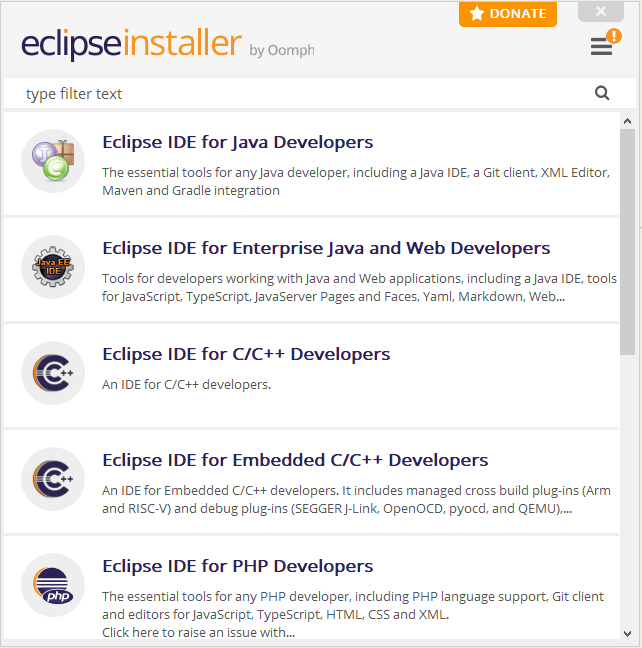 DONATE
eclipseinstaller by Oomph
type filter text
Eclipse IDE for Java Developers
The essential tools for any Java developer, including a Java IDE, a Git client, XML Editor,
Maven and Gradle integration
Java EE
IDE
Eclipse IDE for Enterprise Java and Web Developers
Tools for developers working with Java and Web applications, including a Java IDE, tools
for JavaScript, TypeScript, JavaServer Pages and Faces, Yaml, Markdown, Web...
C++
Eclipse IDE for C/C++ Developers
An IDE for C/C++ developers.
C++
Eclipse IDE for Embedded C/C++ Developers
An IDE for Embedded C/C++ developers. It includes managed cross build plug-ins (Arm
and RISC-V) and debug plug-ins (SEGGER J-Link, OpenOCD, pyocd, and QEMU),...
php
Eclipse IDE for PHP Developers
The essential tools for any PHP developer, including PHP language support, Git client
and editors for JavaScript, TypeScript, HTML, CSS and XML.
Click here to raise an issue with...